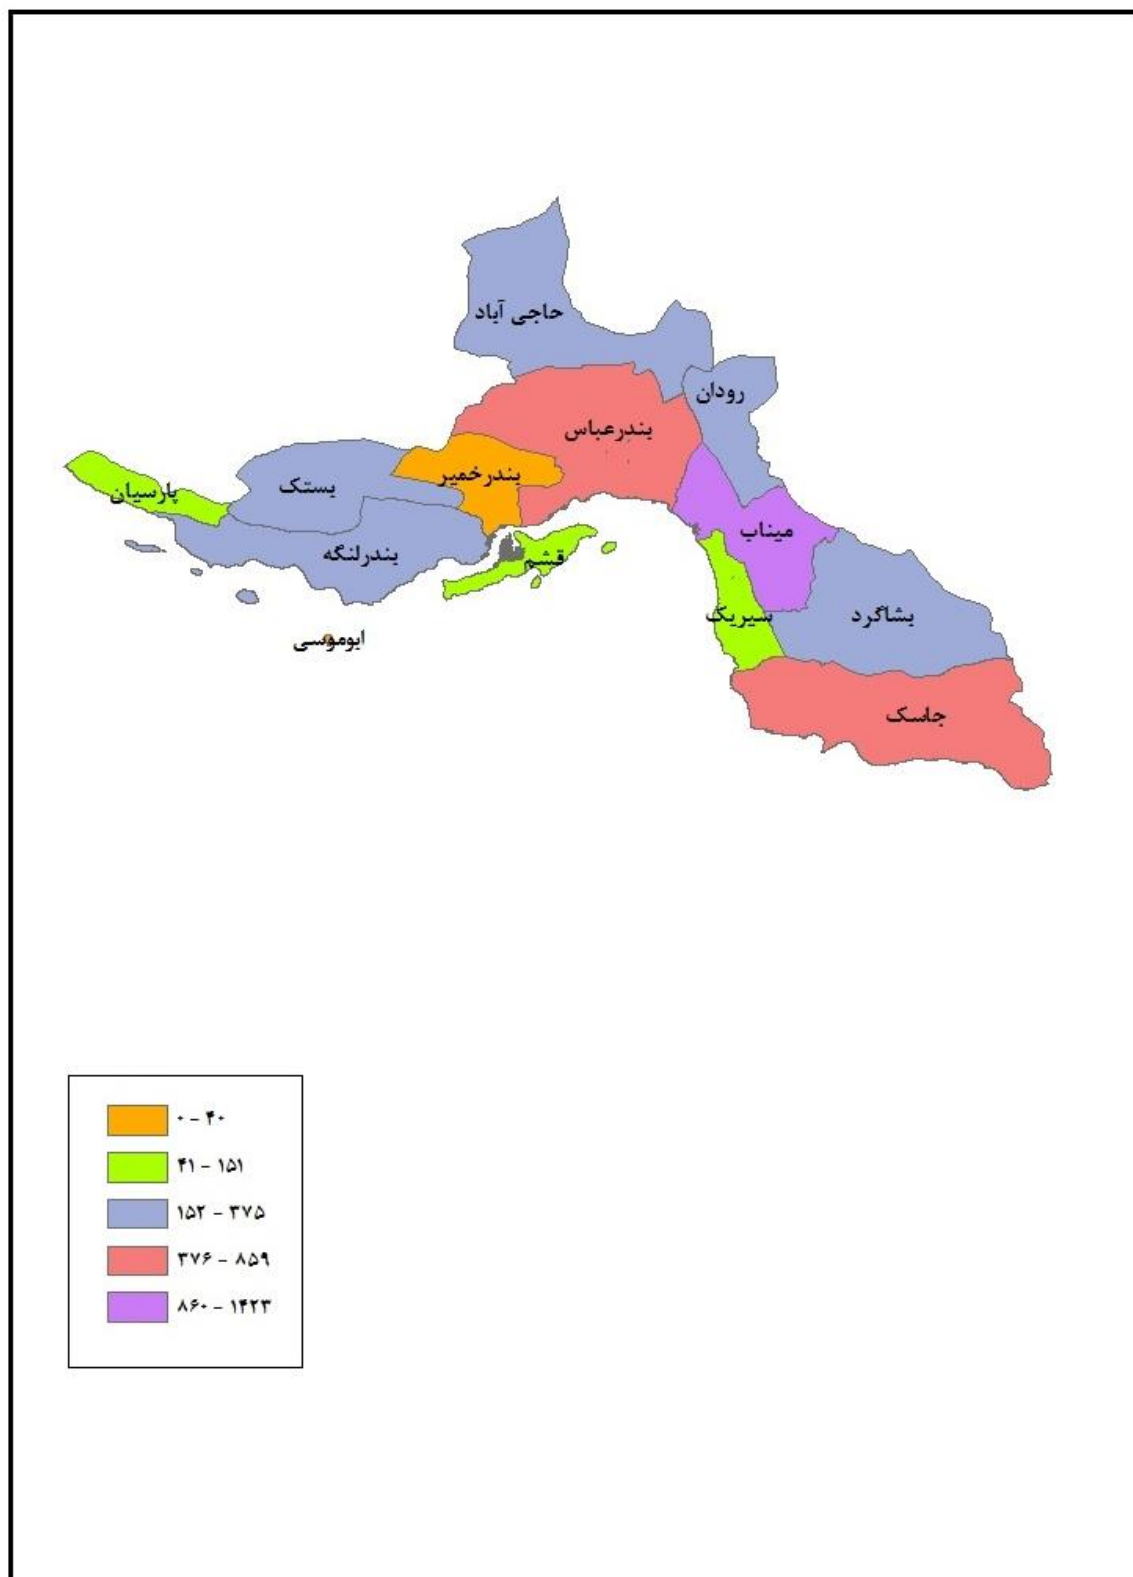 حاجی آباد
رودان
بندرعباس
بندرخمیر
بستک
پارسیان
میناب
بندرلنگه
قشم
سیریک
بشاگرد
ابوموسی
جاسک
۰ - ۴۰
۴۱ - ۱۵۱
۱۵۲ - ۳۷۵
۳۷۶ - ۸۵۹
۸۶۰ - ۱۴۲۳